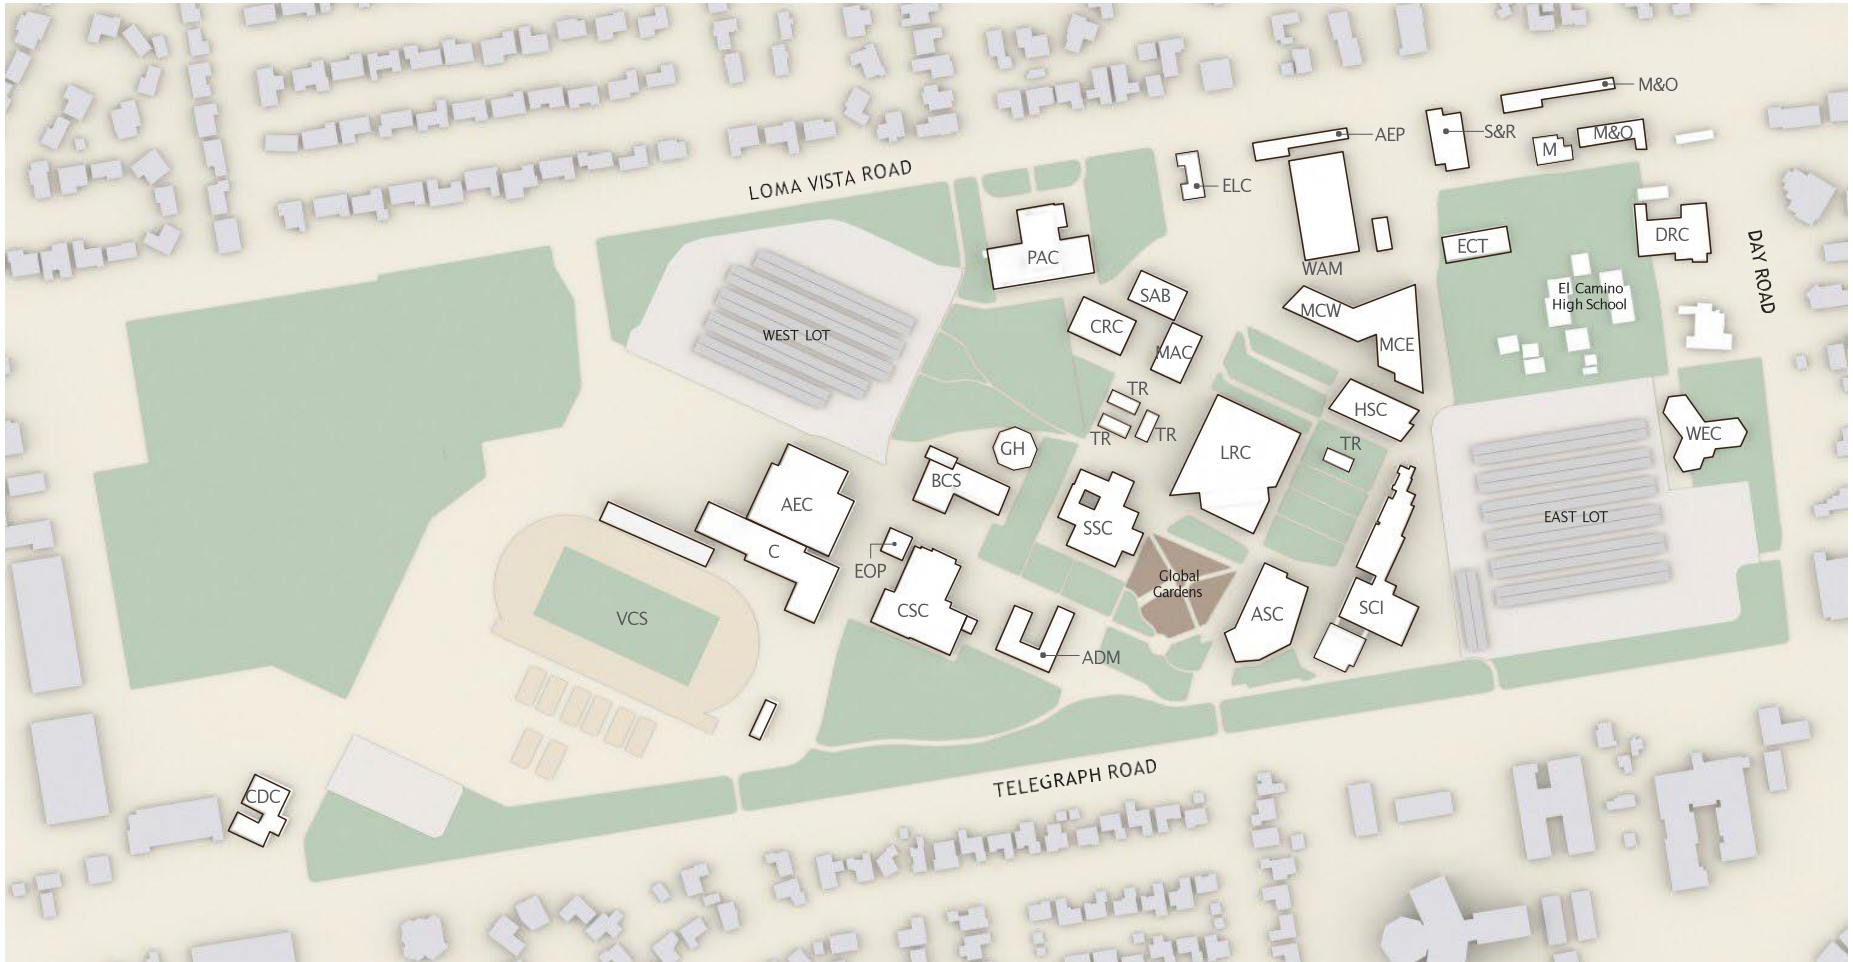 M&O
AEP
S&R
M&O
M
LOMA VISTA ROAD
ELC
DRC
ECT
PAC
WAM
DAY ROAD
SAB
El Camino
High School
MCW
CRC
WEST LOT
MCE
MAC
TR
HSC
TR
TR
WEC
TR
GH
LRC
BCS
AEC
EAST LOT
SSC
C
EOP
Global
Gardens
CSC
SCI
ASC
VCS
ADM
TELEGRAPH ROAD
CDC